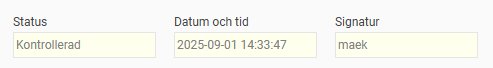 Status Datum och tid Signatur
Kontrollerad 2025-09-01 14:33:47 maek